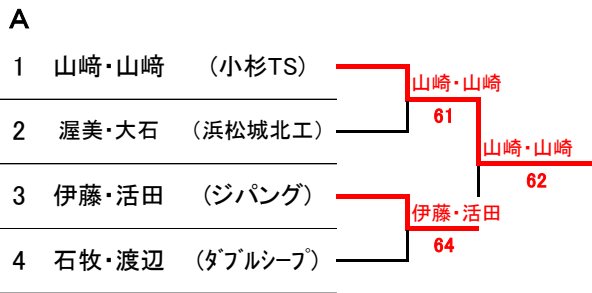 A
1 山﨑・山﨑 (小杉TS)
山崎・山崎
61
2 渥美・大石 (浜松城北工)
山崎・山崎
62
3 伊藤・活田 (ジパング)
伊藤・活田
64
4 石牧・渡辺 (ﾀﾞﾌﾞﾙｼｰﾌﾟ)